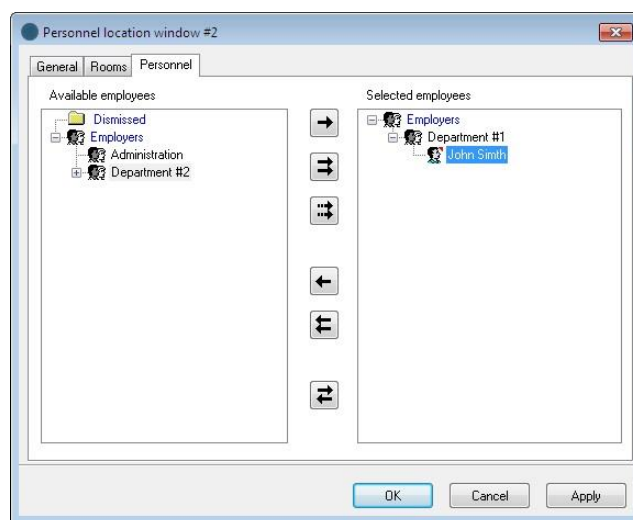 Personnel location window #2
General Rooms Personnel
Available employees
Dismissed
Employers
Administration
Department #2
Selected employees
Employers
Department #1
John Simth
OK Cancel Apply